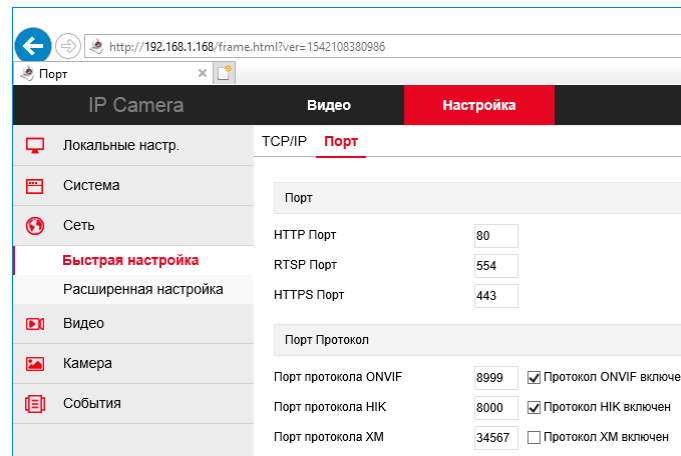 http://192.168.1.168/frame.html?ver=1542108380986
Порт
IP Camera Видео Настройка
Локальные настр.
TCP/IP Порт
Система
Порт
Сеть
HTTP Порт 80
Быстрая настройка
RTSP Порт 554
Расширенная настройка
HTTPS Порт 443
Видео
Порт Протокол
Камера
Порт протокола ONVIF 8999 Протокол ONVIF включе
События
Порт протокола HIK 8000 Протокол HIK включен
Порт протокола XM 34567 Протокол XM включен